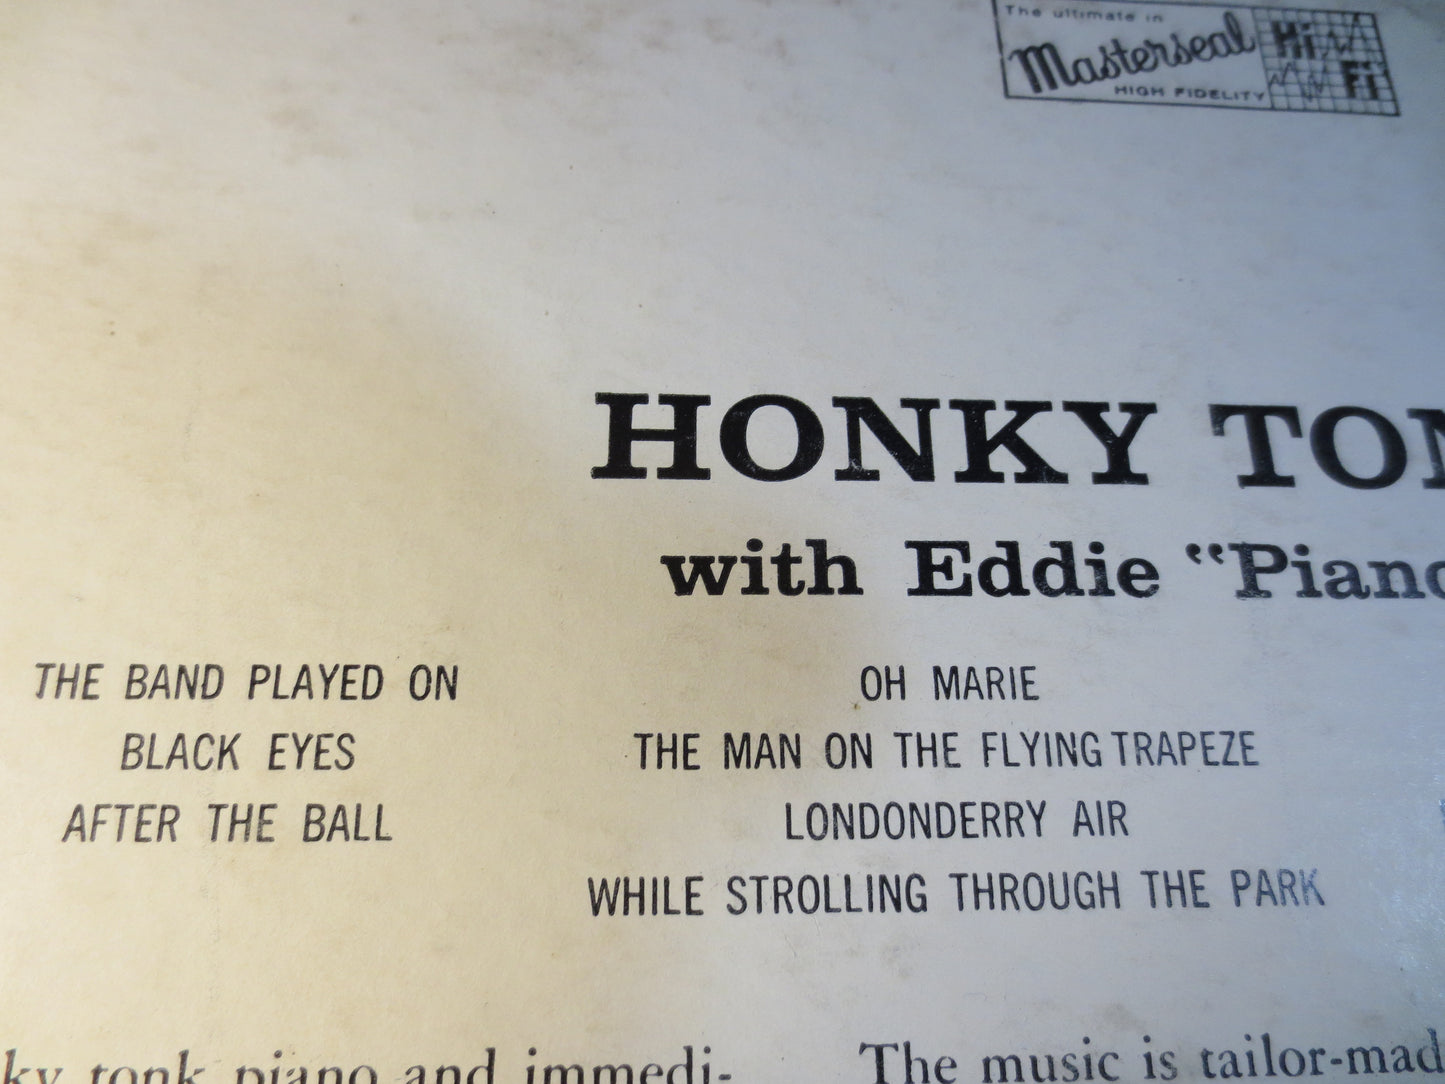 The ultimate in
Masterseal Hi Fi
HIGH FIDELITY
HONKY TON
with Eddie "Piano
THE BAND PLAYED ON
BLACK EYES
AFTER THE BALL
OH MARIE
THE MAN ON THE FLYING TRAPEZE
LONDONDERRY AIR
WHILE STROLLING THROUGH THE PARK
ky tonk piano and immedi-
The music is tailor-mad